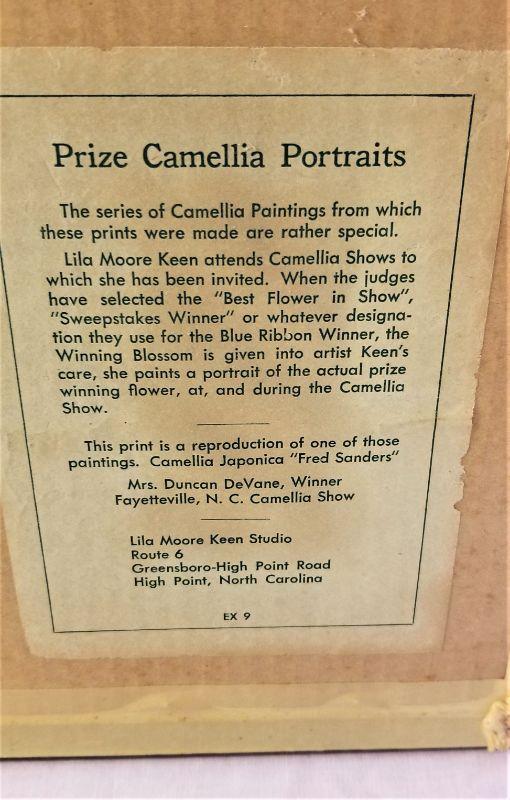 Prize Camellia Portraits
The series of Camellia Paintings from which
these prints were made are rather special.
Lila Moore Keen attends Camellia Shows to
which she has been invited. When the judges
have selected the "Best Flower in Show",
"Sweepstakes Winner" or whatever designa-
tion they use for the Blue Ribbon Winner, the
Winning Blossom is given into artist Keen's
care, she paints a portrait of the actual prize
winning flower, at, and during the Camellia
Show.
This print is a reproduction of one of those
paintings. Camellia Japonica "Fred Sanders"
Mrs. Duncan DeVane, Winner
Fayetteville, N. C. Camellia Show
Lila Moore Keen Studio
Route 6
Greensboro-High Point Road
High Point, North Carolina
EX 9